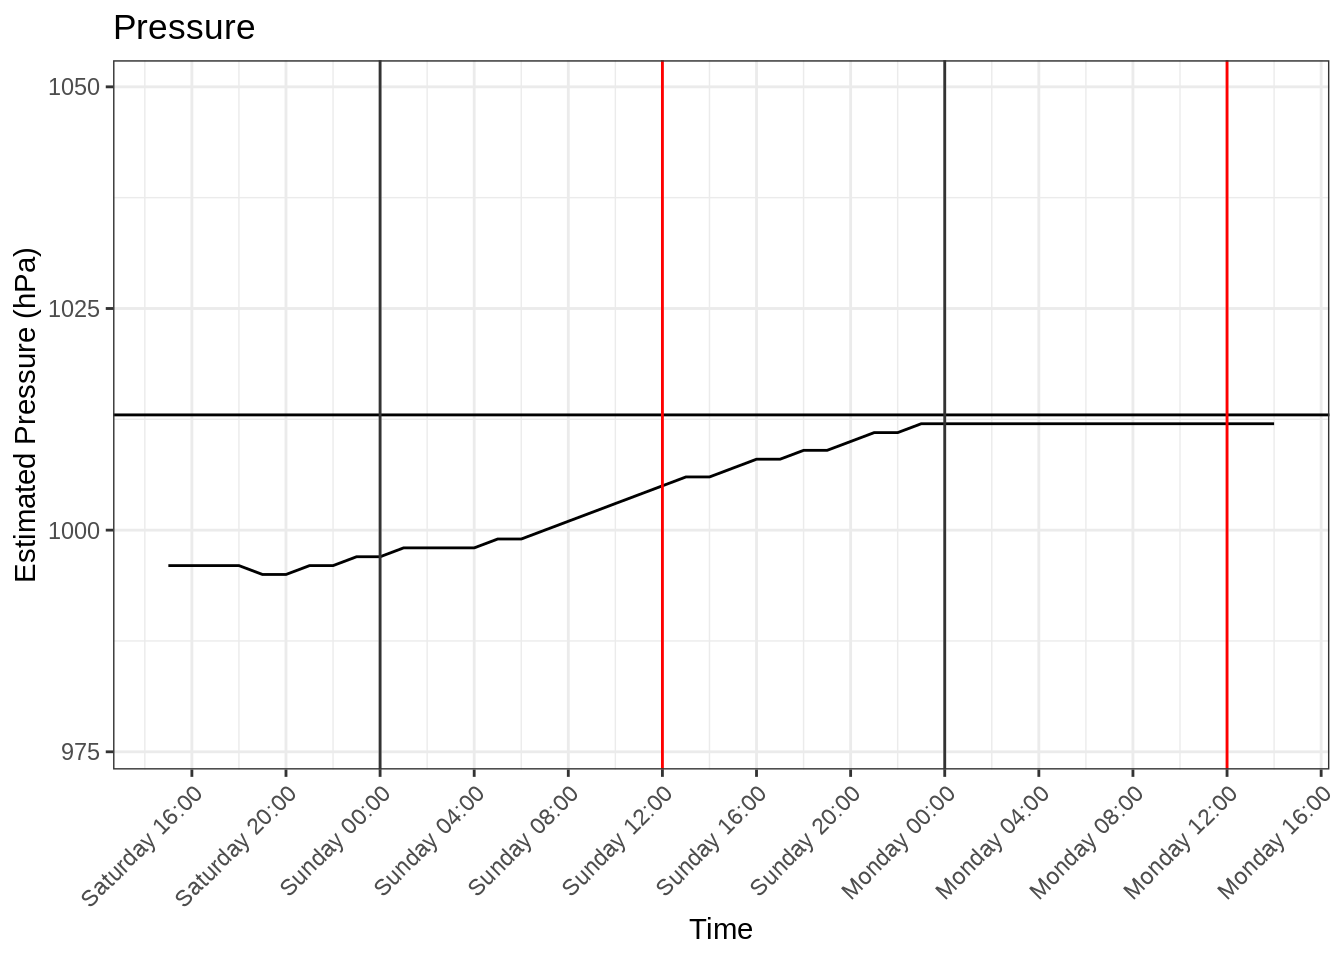 Pressure
Estimated Pressure (hPa)
1050
1025
1000
975
Saturday 16:00
Saturday 20:00
Sunday 00:00
Sunday 04:00
Sunday 08:00
Sunday 12:00
Sunday 16:00
Sunday 20:00
Monday 00:00
Monday 04:00
Monday 08:00
Monday 12:00
Monday 16:00
Time